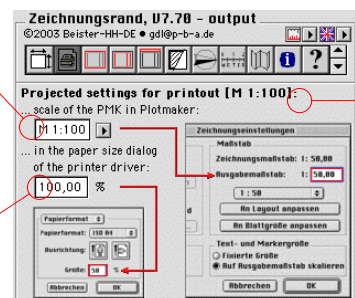 Zeichnungsrand, V7.70 - output
©2003 Beister-HH-DE • gdl@p-b-a.de
METER
Projected settings for printout [M 1:100]:
... scale of the PMK in Plotmaker:
M 1:100
... in the paper size dialog
of the printer driver:
100,00 %
Zeichnungseinstellungen
Maßstab
Zeichnungsmaßstab: 1: 50,00
Ausgabemaßstab: 1: 50,00
1 : 50
An Layout anpassen
An Blattgröße anpassen
Text- und Markergröße
Fixierte Größe
Auf Ausgabemaßstab skalieren
Abbrechen OK
Papierformat
Papierformat: ISO A4
Ausrichtung:
Größe: 50 %
Abbrechen OK